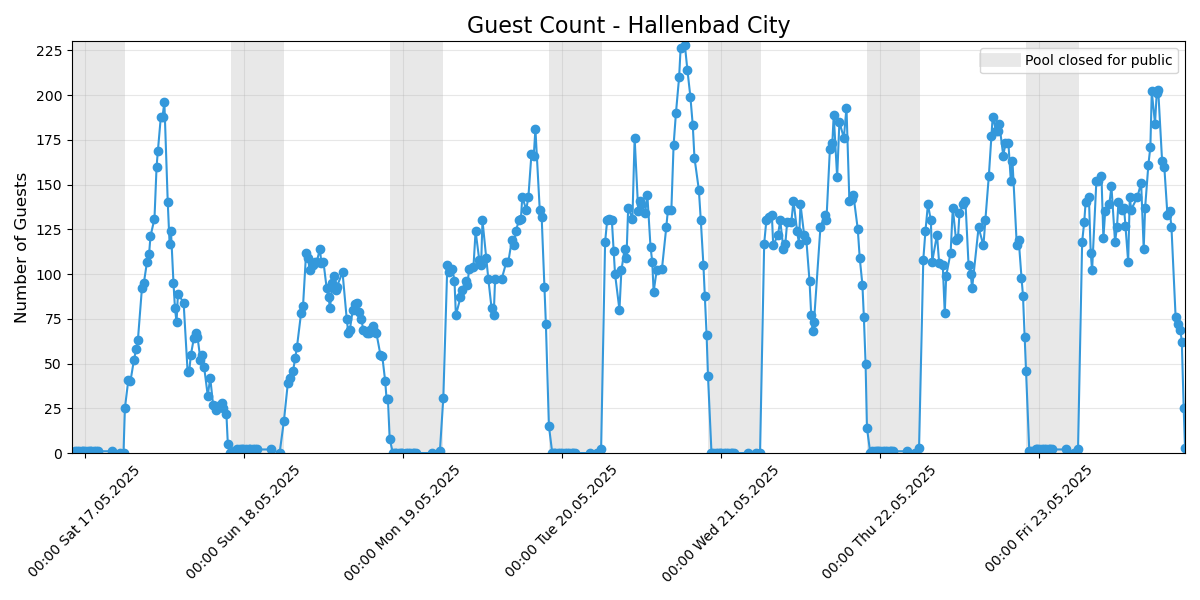 Guest Count - Hallenbad City
Pool closed for public
Number of Guests
225
200
175
150
125
100
75
50
25
0
00:00 Sat 17.05.2025
00:00 Sun 18.05.2025
00:00 Mon 19.05.2025
00:00 Tue 20.05.2025
00:00 Wed 21.05.2025
00:00 Thu 22.05.2025
00:00 Fri 23.05.2025